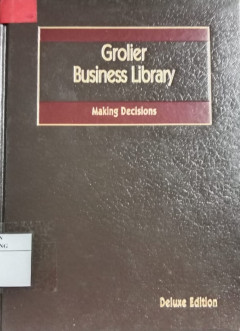 Grolier
Business Library
Making Decisions
Deluxe Edition